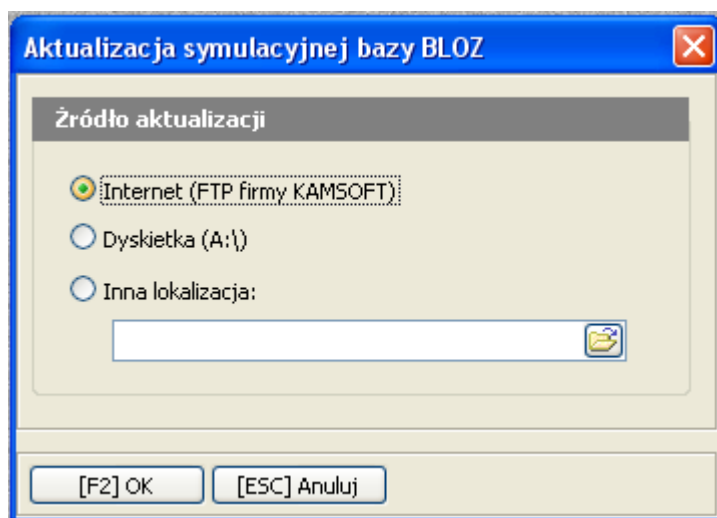 Aktualizacja symulacyjnej bazy BLOZ
Źródło aktualizacji
Internet (FTP firmy KAMSOFT)
Dyskietka (A:\)
Inna lokalizacja:
[F2] OK [ESC] Anuluj